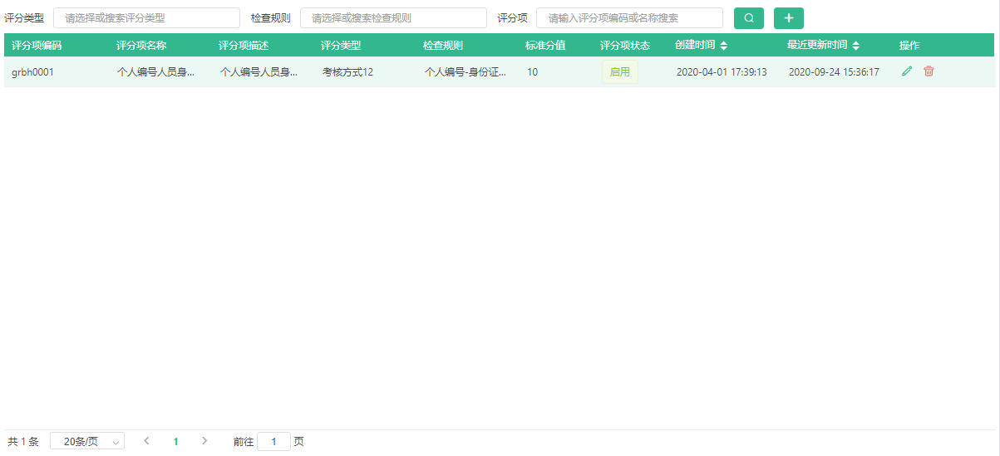 评分类型 请选择或搜索评分类型 检查规则 请选择或搜索检查规则 评分项 请输入评分项编码或名称搜索
评分项编码 评分项名称 评分项描述 评分类型 检查规则 标准分值 评分项状态 创建时间 最近更新时间 操作
grbh0001 个人编号人员身... 个人编号人员身... 考核方式12 个人编号-身份证... 10 启用 2020-04-01 17:39:13 2020-09-24 15:36:17
共 1 条 20条/页 1 前往 1 页